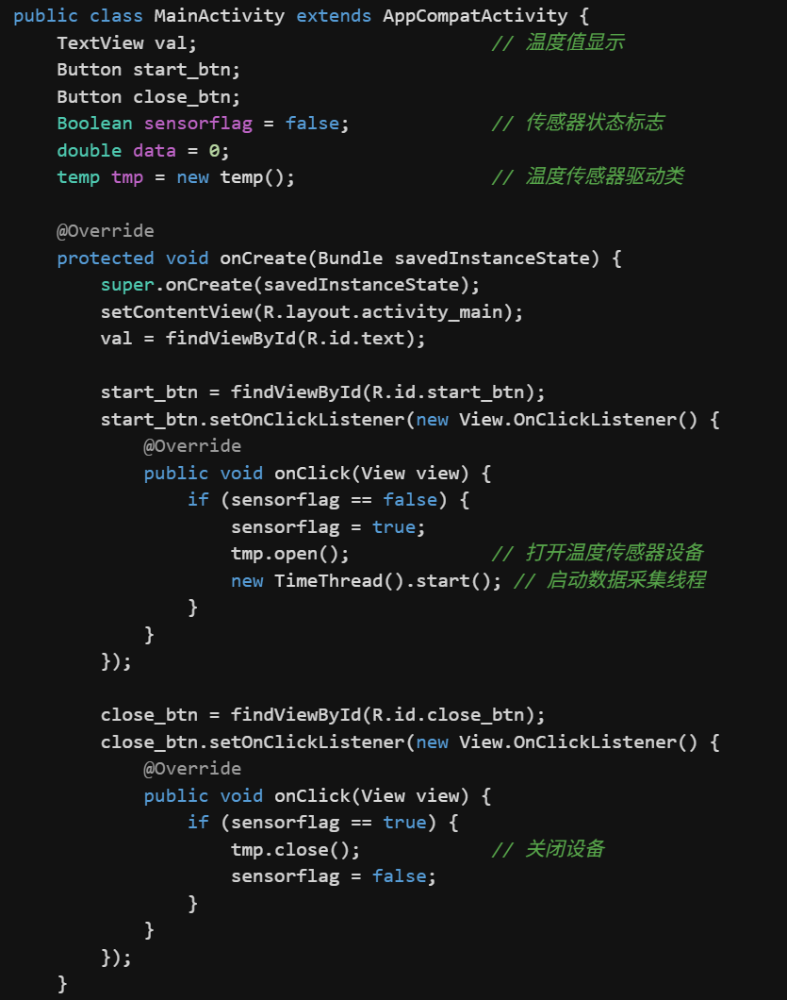 public class MainActivity extends AppCompatActivity {
    TextView val;                           // 温度值显示
    Button start_btn;
    Button close_btn;
    Boolean sensorflag = false;             // 传感器状态标志
    double data = 0;
    temp tmp = new temp();                  // 温度传感器驱动类

    @Override
    protected void onCreate(Bundle savedInstanceState) {
        super.onCreate(savedInstanceState);
        setContentView(R.layout.activity_main);
        val = findViewById(R.id.text);

        start_btn = findViewById(R.id.start_btn);
        start_btn.setOnClickListener(new View.OnClickListener() {
            @Override
            public void onClick(View view) {
                if (sensorflag == false) {
                    sensorflag = true;
                    tmp.open();             // 打开温度传感器设备
                    new TimeThread().start(); // 启动数据采集线程
                }
            }
        });

        close_btn = findViewById(R.id.close_btn);
        close_btn.setOnClickListener(new View.OnClickListener() {
            @Override
            public void onClick(View view) {
                if (sensorflag == true) {
                    tmp.close();            // 关闭设备
                    sensorflag = false;
                }
            }
        });
    }